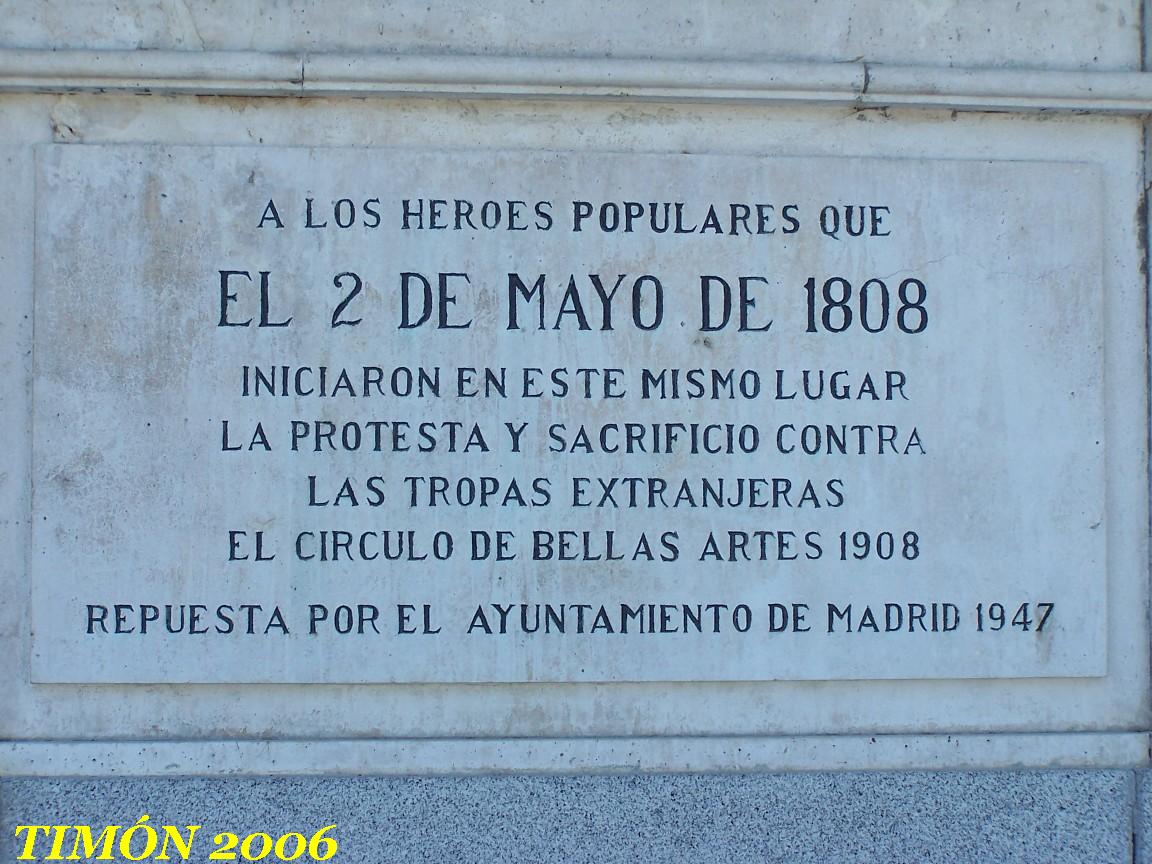 A LOS HEROES POPULARES QUE
EL 2 DE MAYO DE 1808
INICIARON EN ESTE MISMO LUGAR
LA PROTESTA Y SACRIFICIO CONTRA
LAS TROPAS EXTRANJERAS
EL CIRCULO DE BELLAS ARTES 1908
REPUESTA POR EL AYUNTAMIENTO DE MADRID 1947
TIMÓN 2006